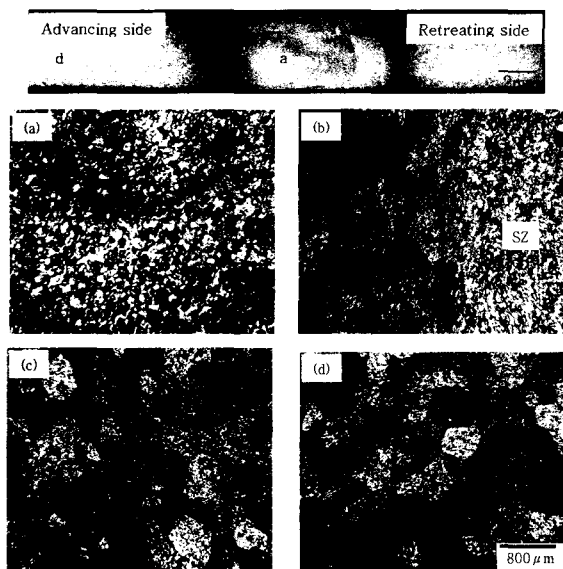 Advancing side Retreating side
d a
(a) (b)
SZ
(c) (d)
800 μm